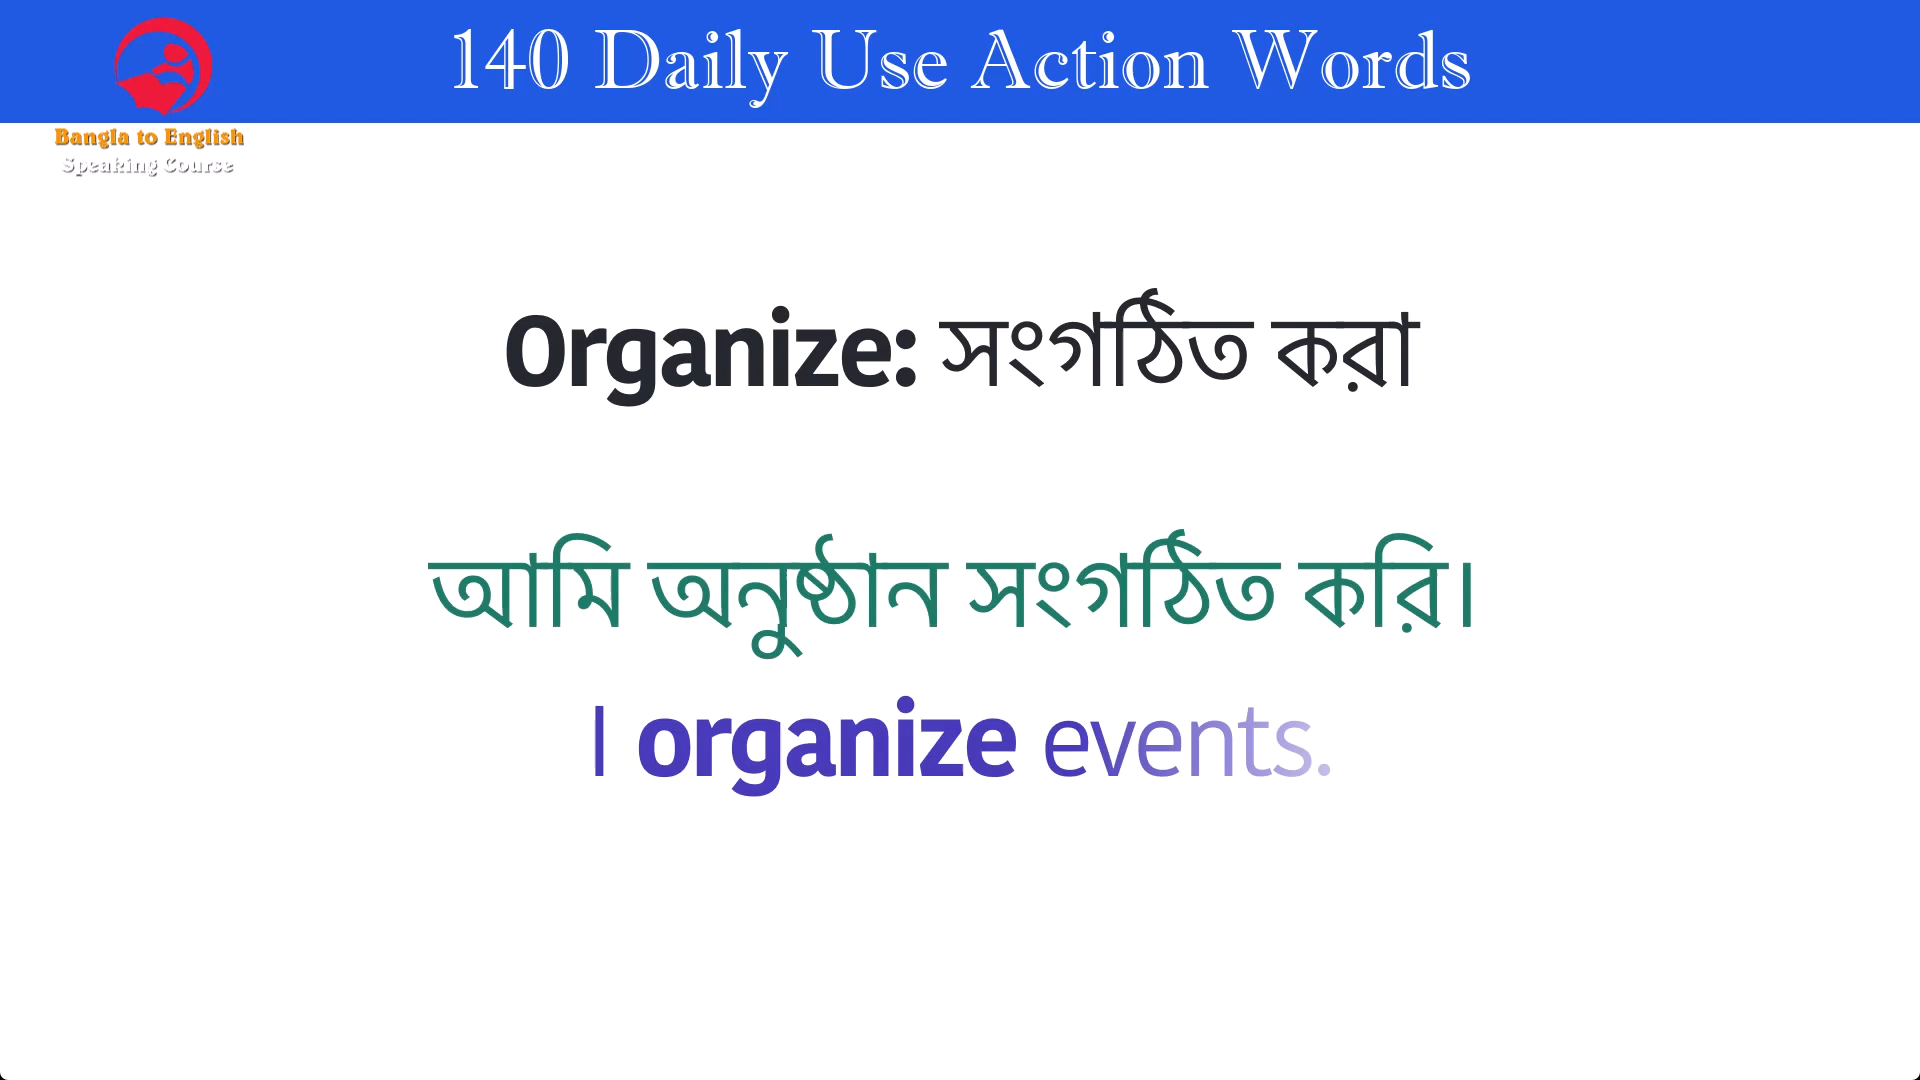 140 Daily Use Action Words
Bangla to English
Speaking Course
Organize: সংগঠিত করা
আমি অনুষ্ঠান সংগঠিত করি।
I organize events.